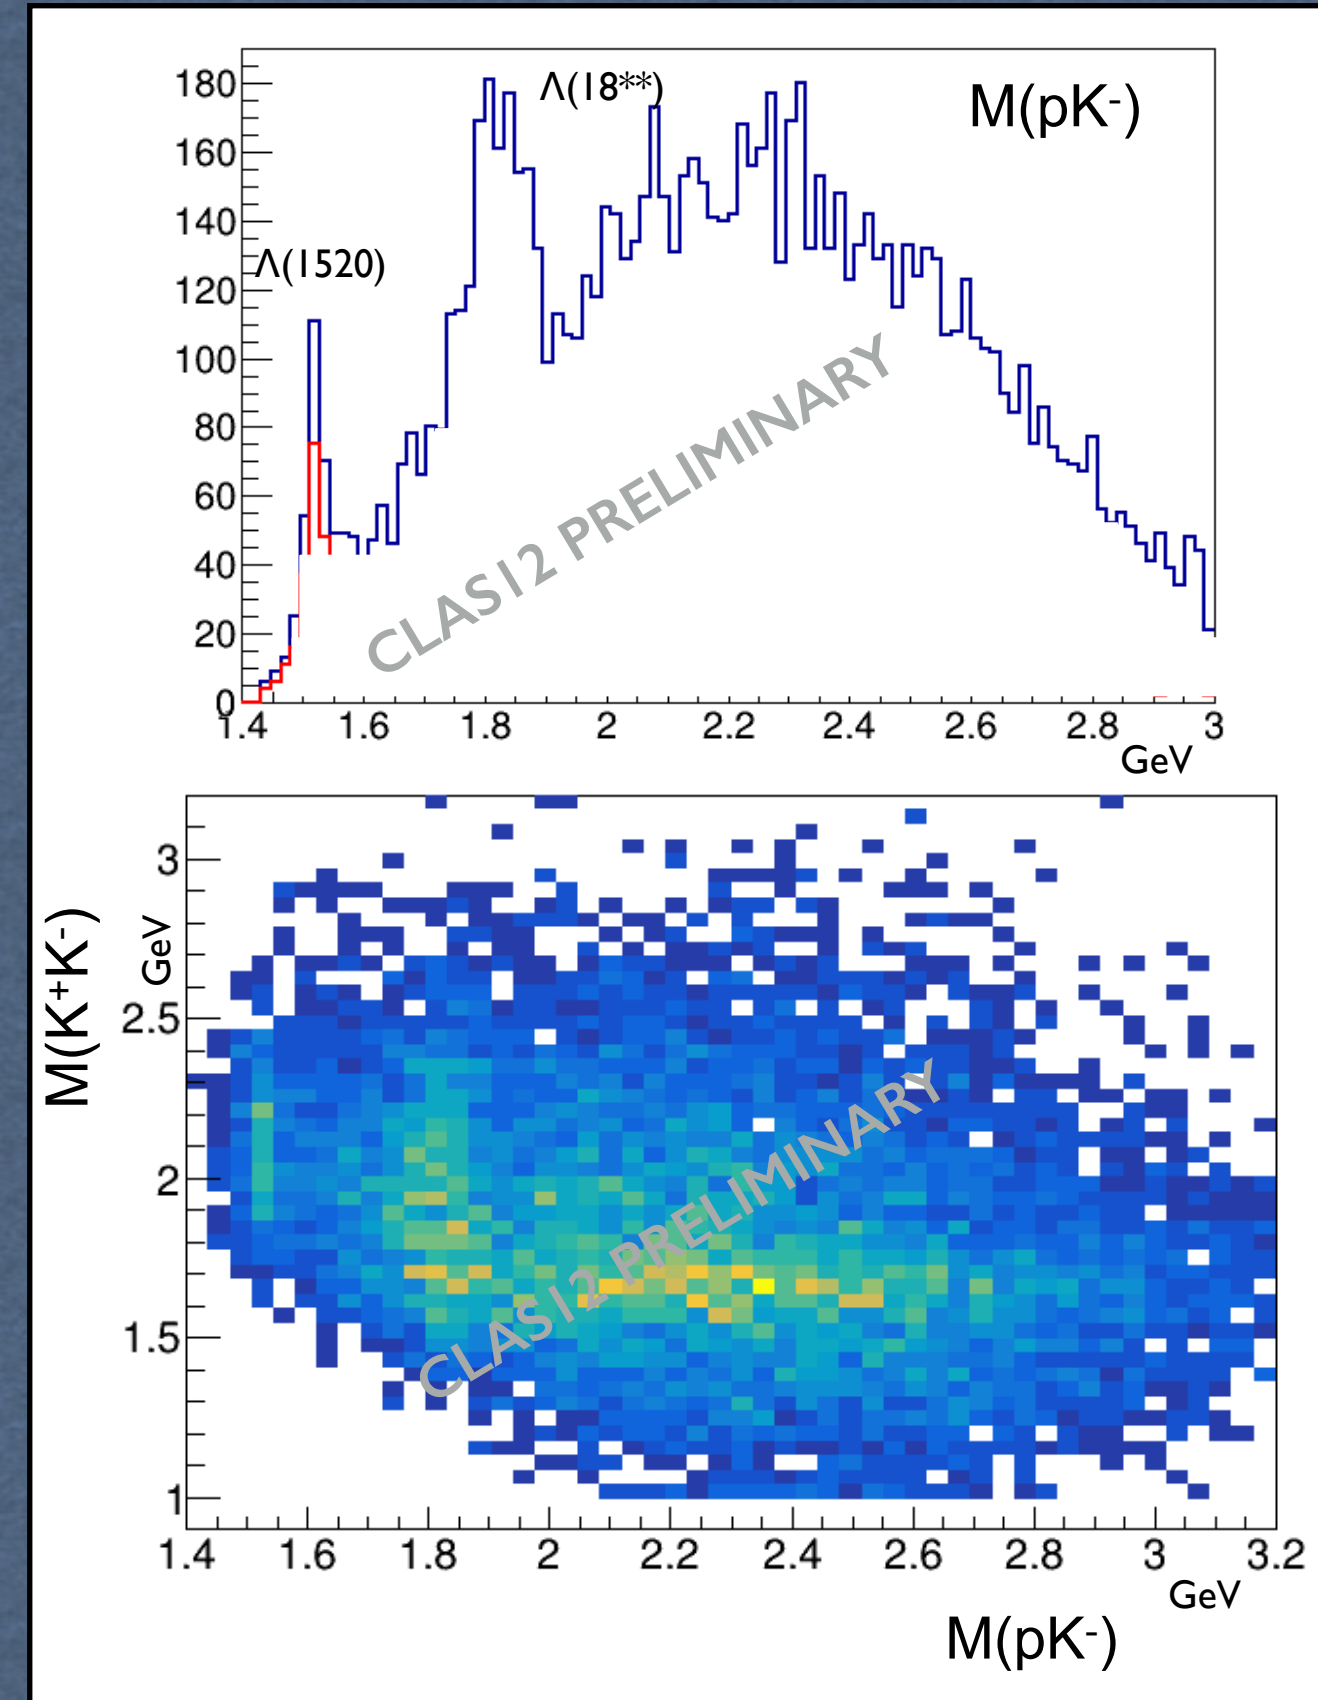 180
160
140
120
100
80
60
40
20
0
Λ(18**)
M(pK-)
Λ(1520)
CLAS12 PRELIMINARY
1.4 1.6 1.8 2 2.2 2.4 2.6 2.8 3
GeV
M(K+K-)
GeV
3
2.5
2
1.5
1
CLAS12 PRELIMINARY
1.4 1.6 1.8 2 2.2 2.4 2.6 2.8 3 3.2
GeV
M(pK-)